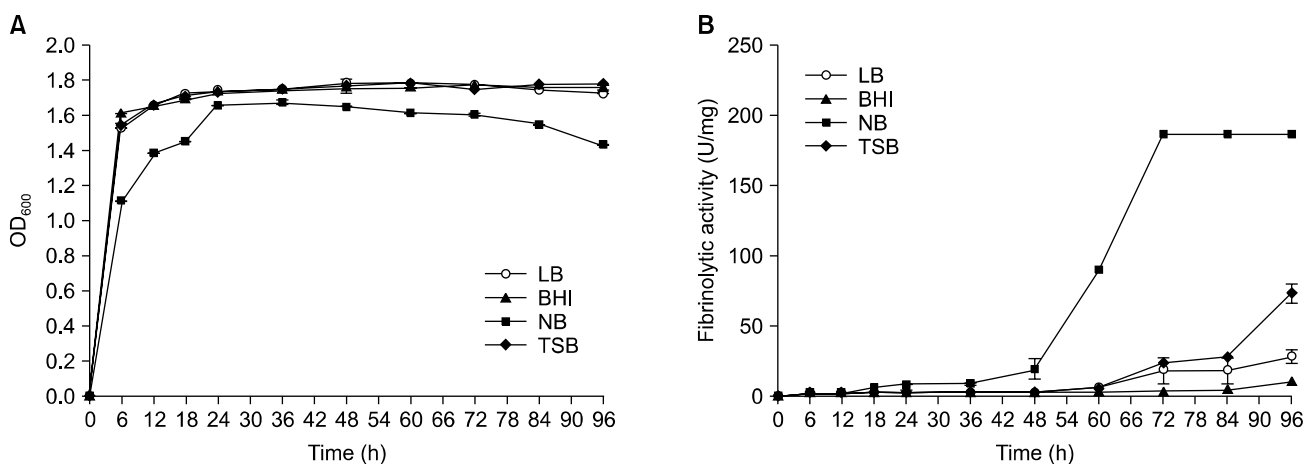 A
OD600
2.0
1.8
1.6
1.4
1.2
1.0
0.8
0.6
0.4
0.2
0.0
LB
BHI
NB
TSB
0 6 12 18 24 30 36 42 48 54 60 66 72 78 84 90 96
Time (h)
B
Fibrinolytic activity (U/mg)
250
200
150
100
50
0
LB
BHI
NB
TSB
0 6 12 18 24 30 36 42 48 54 60 66 72 78 84 90 96
Time (h)